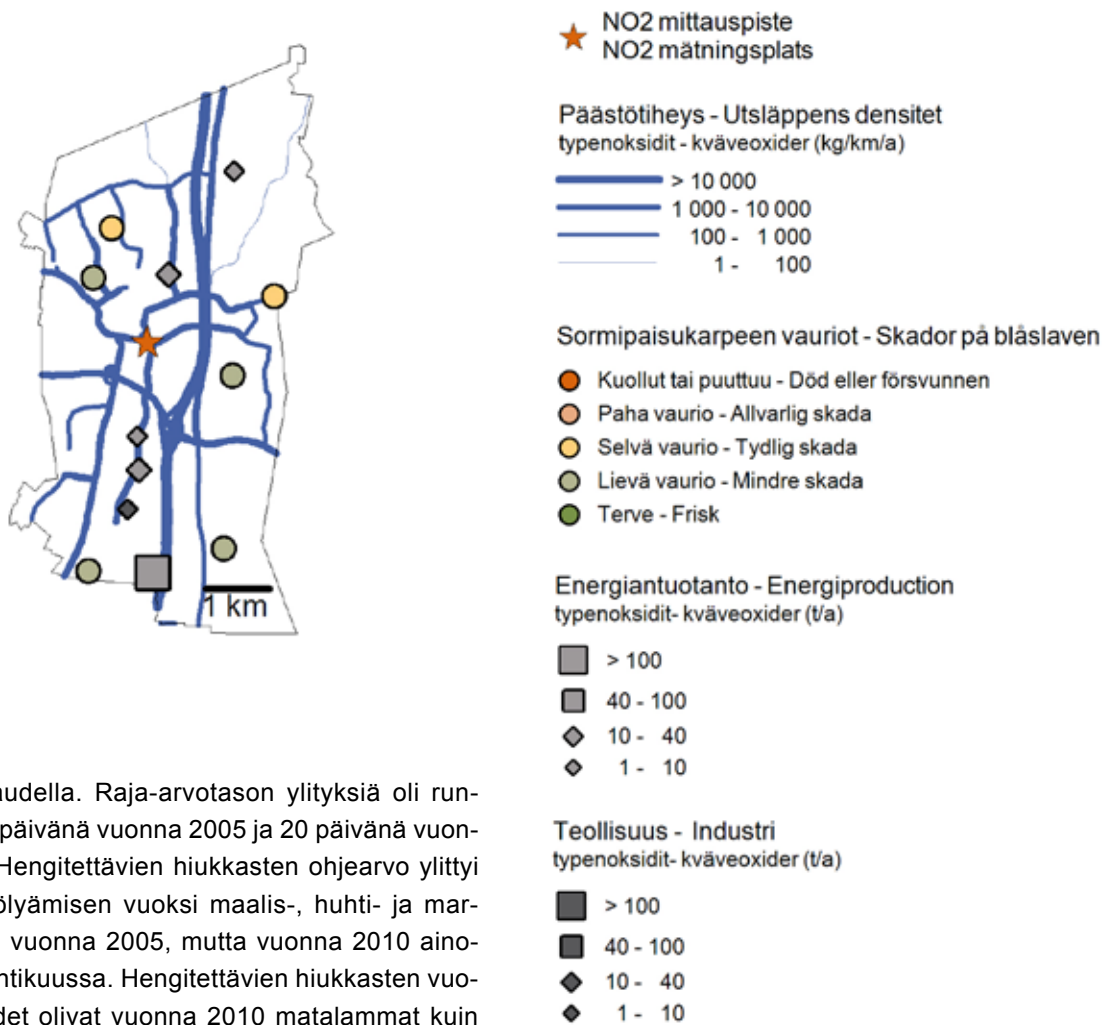 1 km
NO2 mittauspiste
NO2 mätningsplats
Päästötiheys - Utsläppens densitet
typenoksidit - kväveoxider (kg/km/a)
> 10 000
1 000 - 10 000
100 - 1 000
1 - 100
Sormipaisukarpeen vauriot - Skador på blåslaven
Kuollut tai puuttuu - Död eller försvunnen
Paha vaurio - Allvarlig skada
Selvä vaurio - Tydlig skada
Lievä vaurio - Mindre skada
Terve - Frisk
Energiantuotanto - Energiproduction
typenoksidit- kväveoxider (t/a)
> 100
40 - 100
10 - 40
1 - 10
Teollisuus - Industri
typenoksidit- kväveoxider (t/a)
> 100
40 - 100
10 - 40
1 - 10
audella. Raja-arvotason ylityksiä oli run-
päivänä vuonna 2005 ja 20 päivänä vuon-
Hengitettävien hiukkasten ohjearvo ylittyi
ölyämisen vuoksi maalis-, huhti- ja mar-
vuonna 2005, mutta vuonna 2010 aino-
ntikuussa. Hengitettävien hiukkasten vuo-
det olivat vuonna 2010 matalammat kuin